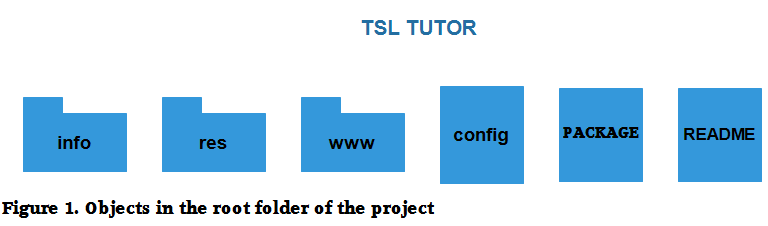 TSL TUTOR
info res www config PACKAGE README
Figure 1. Objects in the root folder of the project